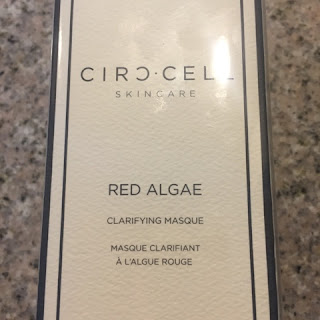 CIRC·CELL
SKINCARE
RED ALGAE
CLARIFYING MASQUE
MASQUE CLARIFIANT
À L'ALGUE ROUGE